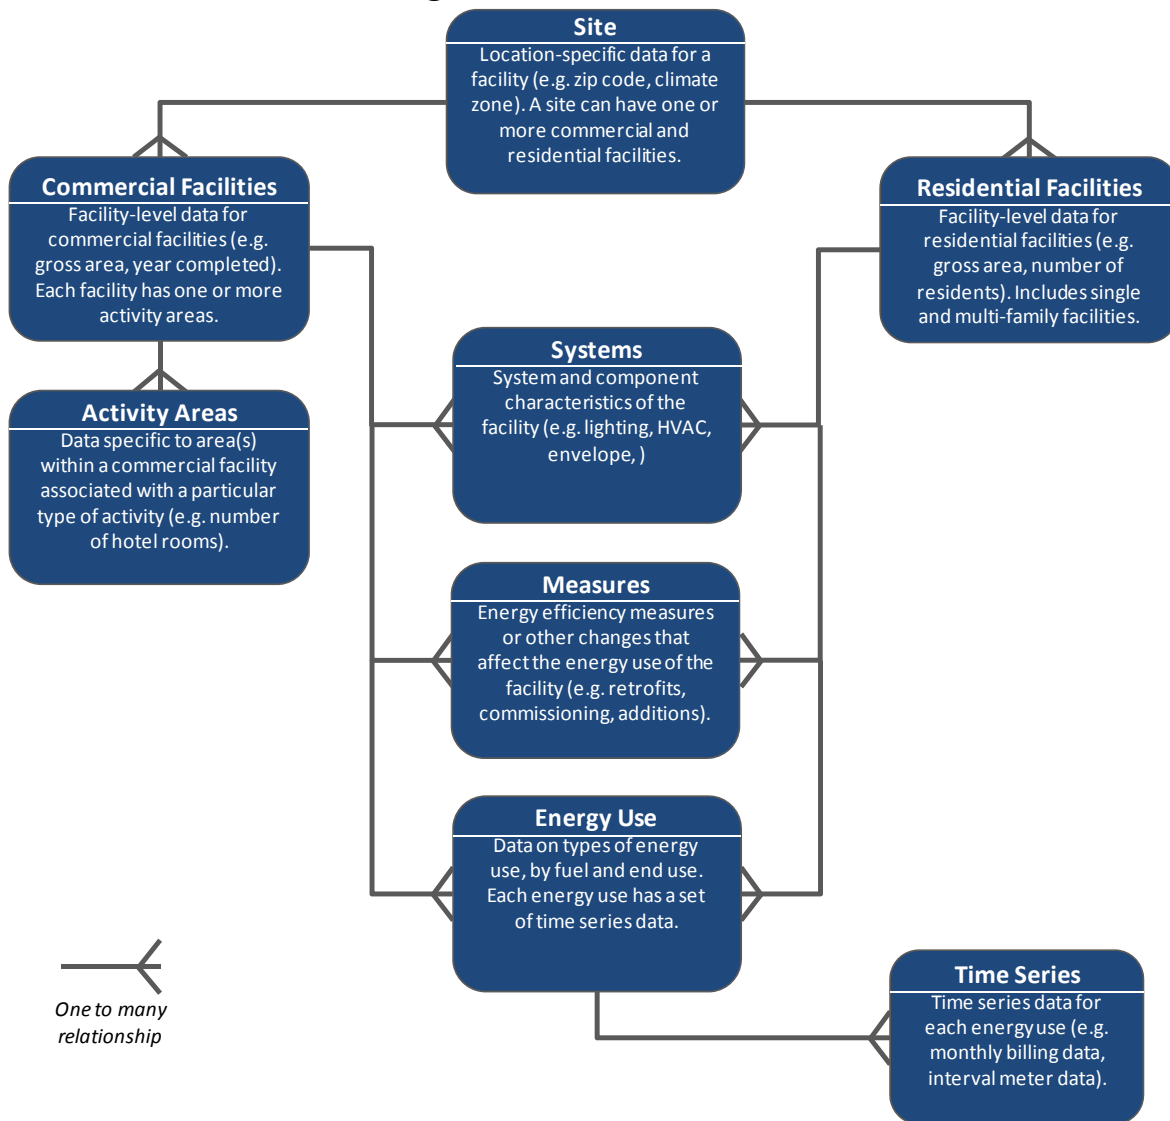 Site
Location-specific data for a
facility (e.g. zip code, climate
zone). A site can have one or
more commercial and
residential facilities.
Commercial Facilities
Facility-level data for
commercial facilities (e.g.
gross area, year completed).
Each facility has one or more
activity areas.
Residential Facilities
Facility-level data for
residential facilities (e.g.
gross area, number of
residents). Includes single
and multi-family facilities.
Systems
System and component
characteristics of the
facility (e.g. lighting, HVAC,
envelope, )
Activity Areas
Data specific to area(s)
within a commercial facility
associated with a particular
type of activity (e.g. number
of hotel rooms).
Measures
Energy efficiency measures
or other changes that
affect the energy use of the
facility (e.g. retrofits,
commissioning, additions).
Energy Use
Data on types of energy
use, by fuel and end use.
Each energy use has a set
of time series data.
One to many
relationship
Time Series
Time series data for
each energy use (e.g.
monthly billing data,
interval meter data).